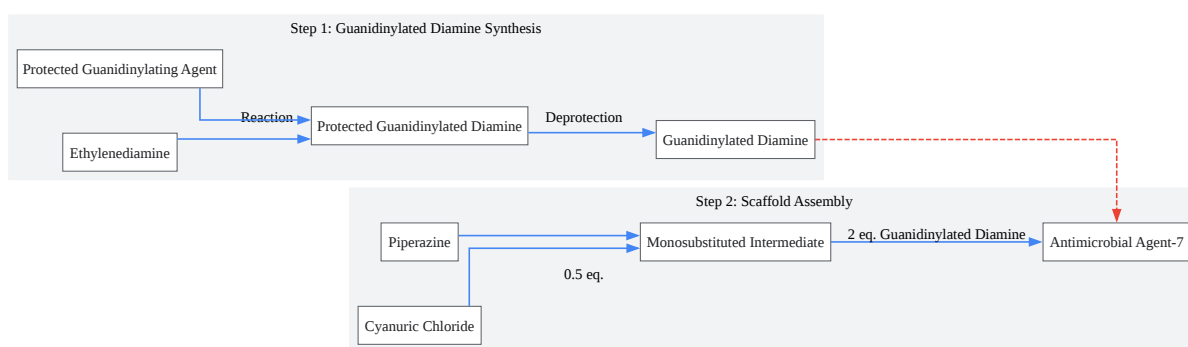 Step 1: Guanidinylated Diamine Synthesis
Protected Guanidinylating Agent
Reaction
Ethylenediamine
Protected Guanidinylated Diamine
Deprotection
Guanidinylated Diamine
Step 2: Scaffold Assembly
Piperazine
0.5 eq.
Cyanuric Chloride
Monosubstituted Intermediate
2 eq. Guanidinylated Diamine
Antimicrobial Agent-7